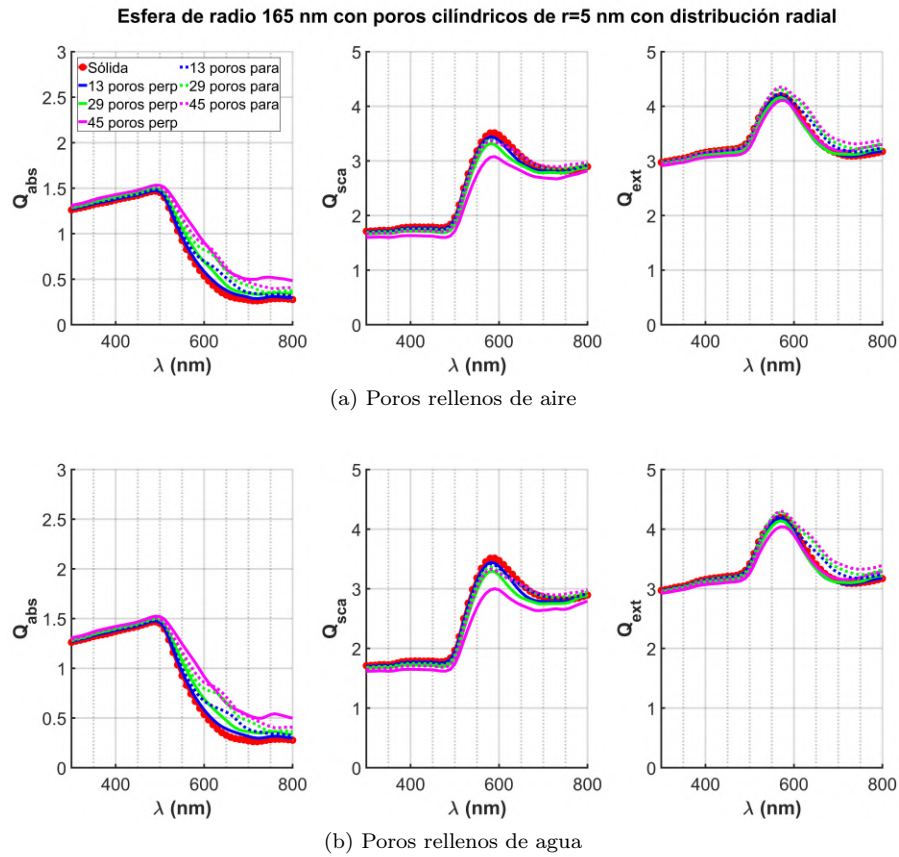 Esfera de radio 165 nm con poros cilíndricos de r=5 nm con distribución radial
3
2.5
2
1.5
1
0.5
0
Q_abs
400 600 800
λ (nm)
Sólida
13 poros perp
29 poros perp
45 poros perp
13 poros para
29 poros para
45 poros para
5
4
3
2
1
0
Q_sca
400 600 800
λ (nm)
5
4
3
2
1
0
Q_ext
400 600 800
λ (nm)
(a) Poros rellenos de aire
3
2.5
2
1.5
1
0.5
0
Q_abs
400 600 800
λ (nm)
5
4
3
2
1
0
Q_sca
400 600 800
λ (nm)
5
4
3
2
1
0
Q_ext
400 600 800
λ (nm)
(b) Poros rellenos de agua